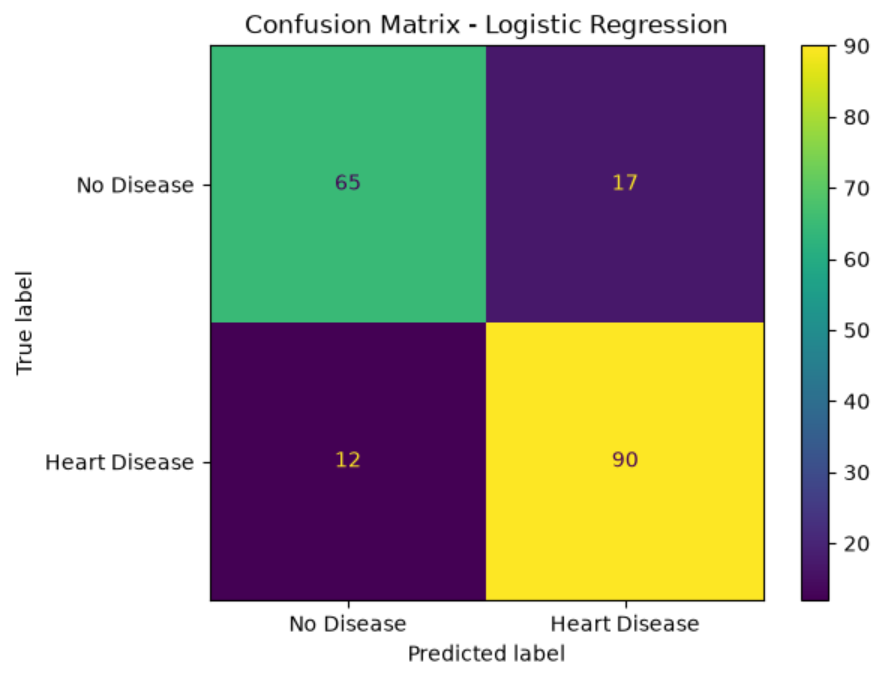 Confusion Matrix - Logistic Regression
True label
No Disease
65
17
Heart Disease
12
90
No Disease
Heart Disease
Predicted label
90
80
70
60
50
40
30
20